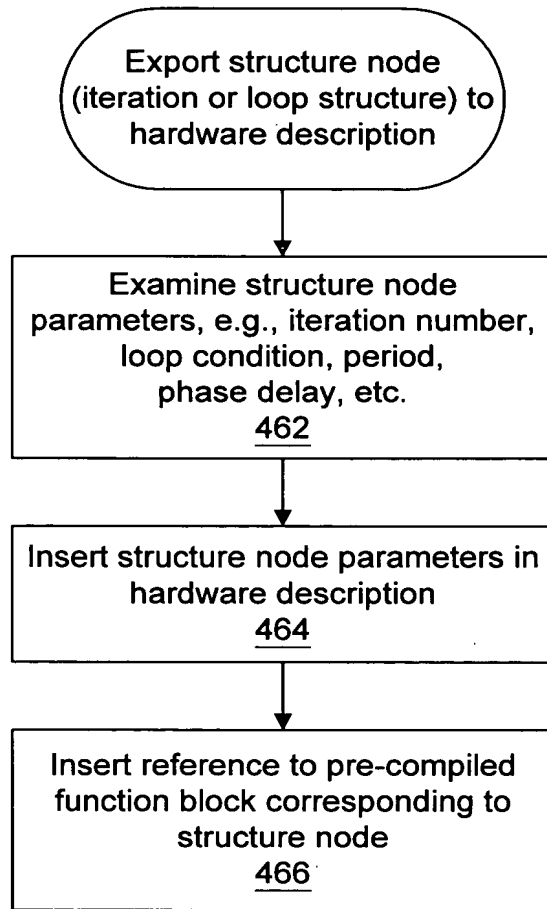 Export structure node
(iteration or loop structure) to
hardware description
Examine structure node
parameters, e.g., iteration number,
loop condition, period,
phase delay, etc.
462
Insert structure node parameters in
hardware description
464
Insert reference to pre-compiled
function block corresponding to
structure node
466